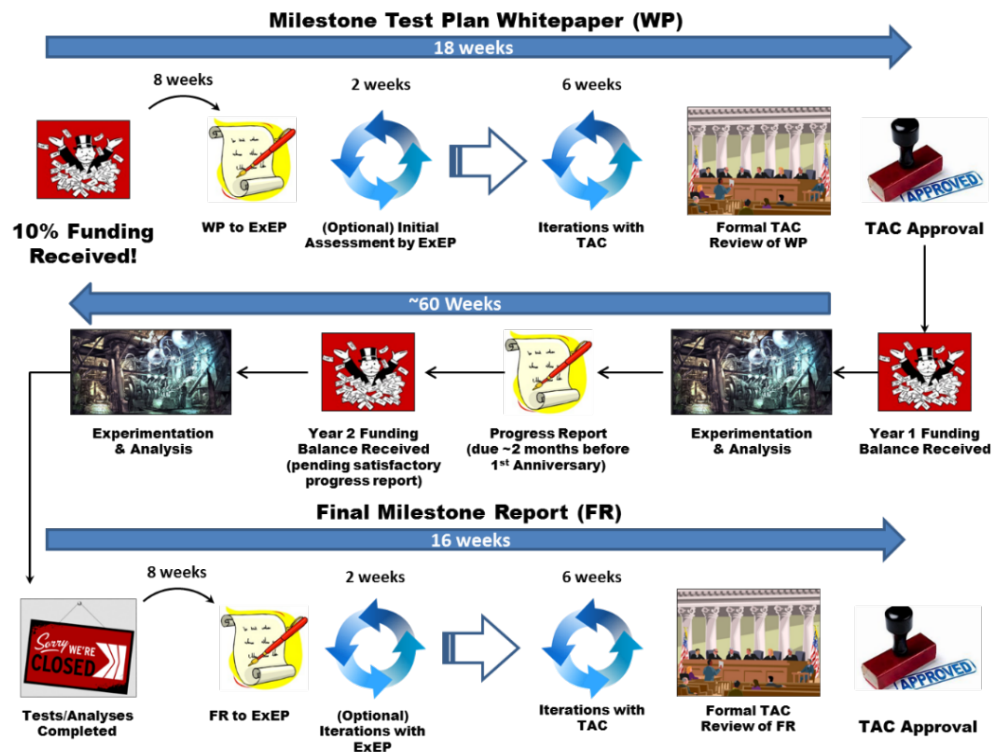 Milestone Test Plan Whitepaper (WP)
18 weeks
8 weeks
2 weeks
6 weeks
APPROVED
10% Funding
Received!
WP to ExEP
(Optional) Initial
Assessment by ExEP
Iterations with
TAC
Formal TAC
Review of WP
TAC Approval
~60 Weeks
Experimentation
& Analysis
Year 2 Funding
Balance Received
(pending satisfactory
progress report)
Progress Report
(due ~2 months before
1st Anniversary)
Experimentation
& Analysis
Year 1 Funding
Balance Received
Final Milestone Report (FR)
16 weeks
8 weeks
2 weeks
6 weeks
Sorry WE'RE
CLOSED
APPROVED
Tests/Analyses
Completed
FR to ExEP
(Optional)
Iterations with
ExEP
Iterations with
TAC
Formal TAC
Review of FR
TAC Approval